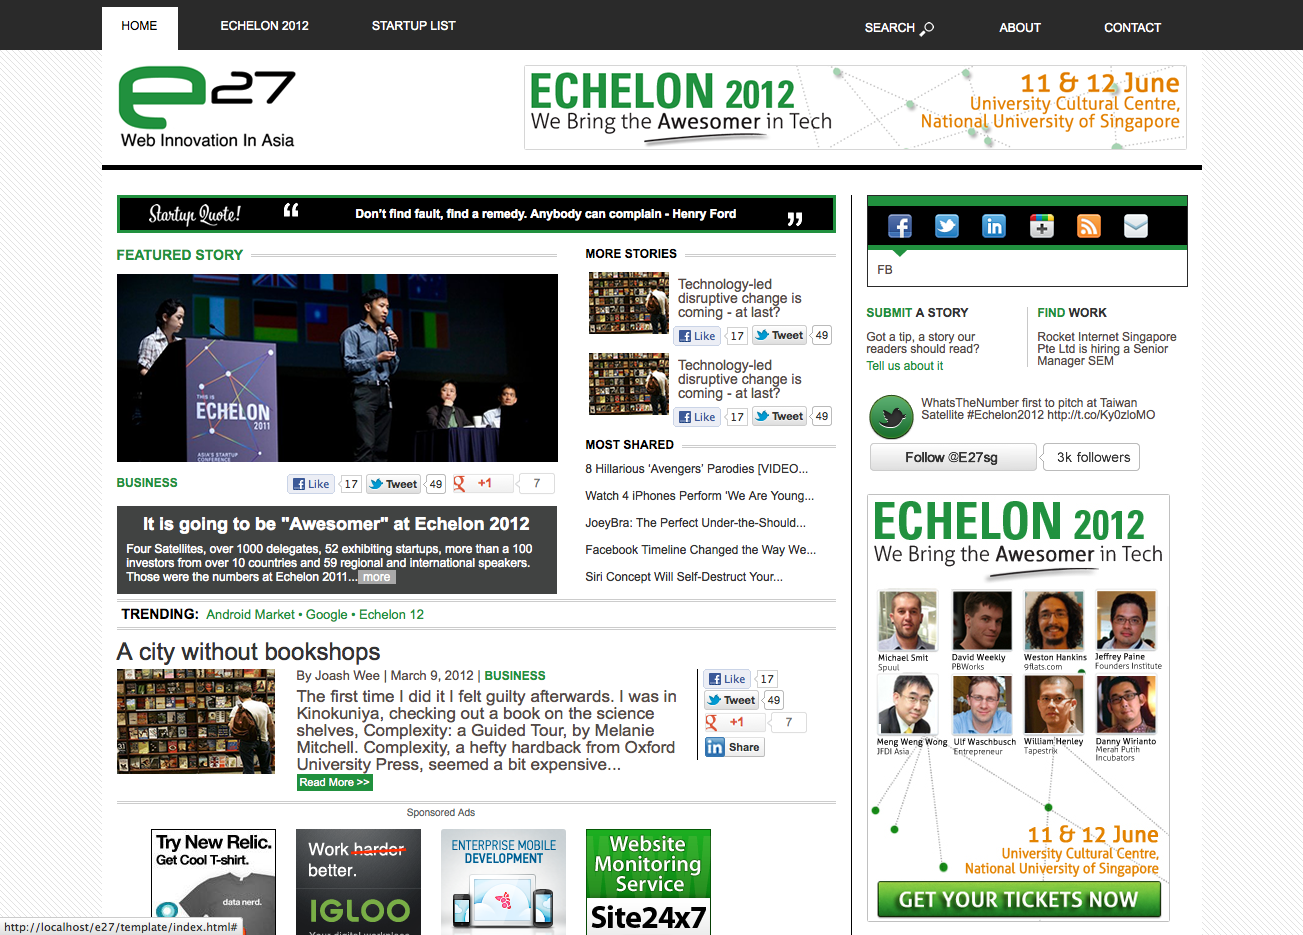 HOME
ECHELON 2012
STARTUP LIST
SEARCH
ABOUT
CONTACT
e27
Web Innovation In Asia
ECHELON 2012
We Bring the Awesomer in Tech
11 & 12 June
University Cultural Centre,
National University of Singapore
Startup Quote!
“ Don't find fault, find a remedy. Anybody can complain - Henry Ford ”
FEATURED STORY
THIS IS
ECHELON
2011
ASIA'S STARTUP
CONFERENCE
BUSINESS
Like 17
Tweet 49
+1 7
It is going to be "Awesomer" at Echelon 2012
Four Satellites, over 1000 delegates, 52 exhibiting startups, more than a 100
investors from over 10 countries and 59 regional and international speakers.
Those were the numbers at Echelon 2011... more
MORE STORIES
Technology-led
disruptive change is
coming - at last?
Like 17 Tweet 49
Technology-led
disruptive change is
coming - at last?
Like 17 Tweet 49
MOST SHARED
8 Hillarious 'Avengers' Parodies [VIDEO...
Watch 4 iPhones Perform 'We Are Young...
JoeyBra: The Perfect Under-the-Should...
Facebook Timeline Changed the Way We...
Siri Concept Will Self-Destruct Your...
TRENDING: Android Market • Google • Echelon 12
A city without bookshops
By Joash Wee | March 9, 2012 | BUSINESS
The first time I did it I felt guilty afterwards. I was in
Kinokuniya, checking out a book on the science
shelves, Complexity: a Guided Tour, by Melanie
Mitchell. Complexity, a hefty hardback from Oxford
University Press, seemed a bit expensive...
Read More >>
Like 17
Tweet 49
+1 7
in Share
Sponsored Ads
Try New Relic.
Get Cool T-shirt.
data nerd.
Work harder
better.
IGLOO
Your digital workplace
ENTERPRISE MOBILE
DEVELOPMENT
Website
Monitoring
Service
Site24x7
FB
SUBMIT A STORY
Got a tip, a story our
readers should read?
Tell us about it
FIND WORK
Rocket Internet Singapore
Pte Ltd is hiring a Senior
Manager SEM
WhatsTheNumber first to pitch at Taiwan
Satellite #Echelon2012 http://t.co/Ky0zloMO
Follow @E27sg
3k followers
ECHELON 2012
We Bring the Awesomer in Tech
Michael Smit
Spuul
David Weekly
PBWorks
Weston Hankins
9flats.com
Jeffrey Paine
Founders Institute
Meng Weng Wong
JFDI Asia
Ulf Waschbusch
Entrepreneur
William Henley
Tapestrix
Danny Wirianto
Merah Putih
Incubators
11 & 12 June
University Cultural Centre,
National University of Singapore
GET YOUR TICKETS NOW
http://localhost/e27/template/index.html#